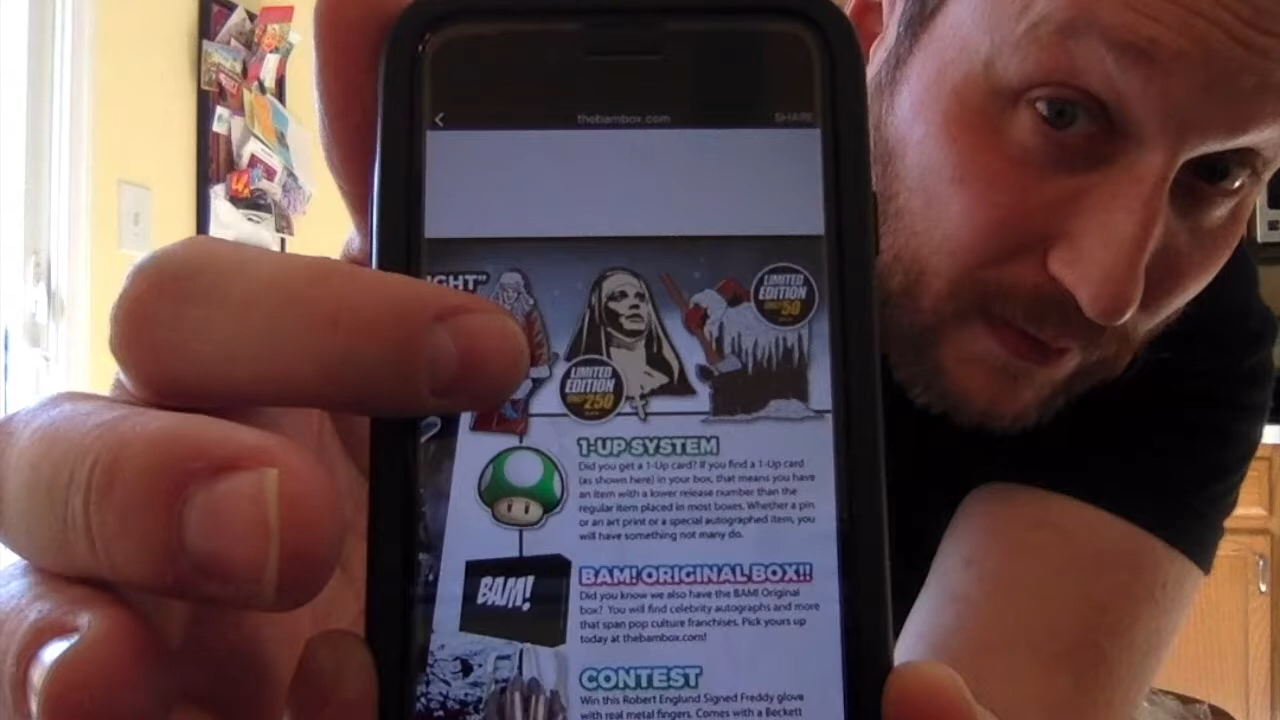 thebambox.com
SHARE
IGHT"
LIMITED
EDITION
ONLY 50
LIMITED
EDITION
ONLY 250
1-UP SYSTEM
Did you get a 1-Up card? If you find a 1-Up card
(as shown here) in your box, that means you have
an item with a lower release number than the
regular item placed in most boxes. Whether a pin
or an art print or a special autographed item, you
will have something not many do.
BAM!
BAM! ORIGINAL BOX!!
Did you know we also have the BAM! Original
box? You will find celebrity autographs and more
that span pop culture franchises. Pick yours up
today at thebambox.com!
CONTEST
Win this Robert Englund Signed Freddy glove
with real metal fingers. Comes with a Beckett